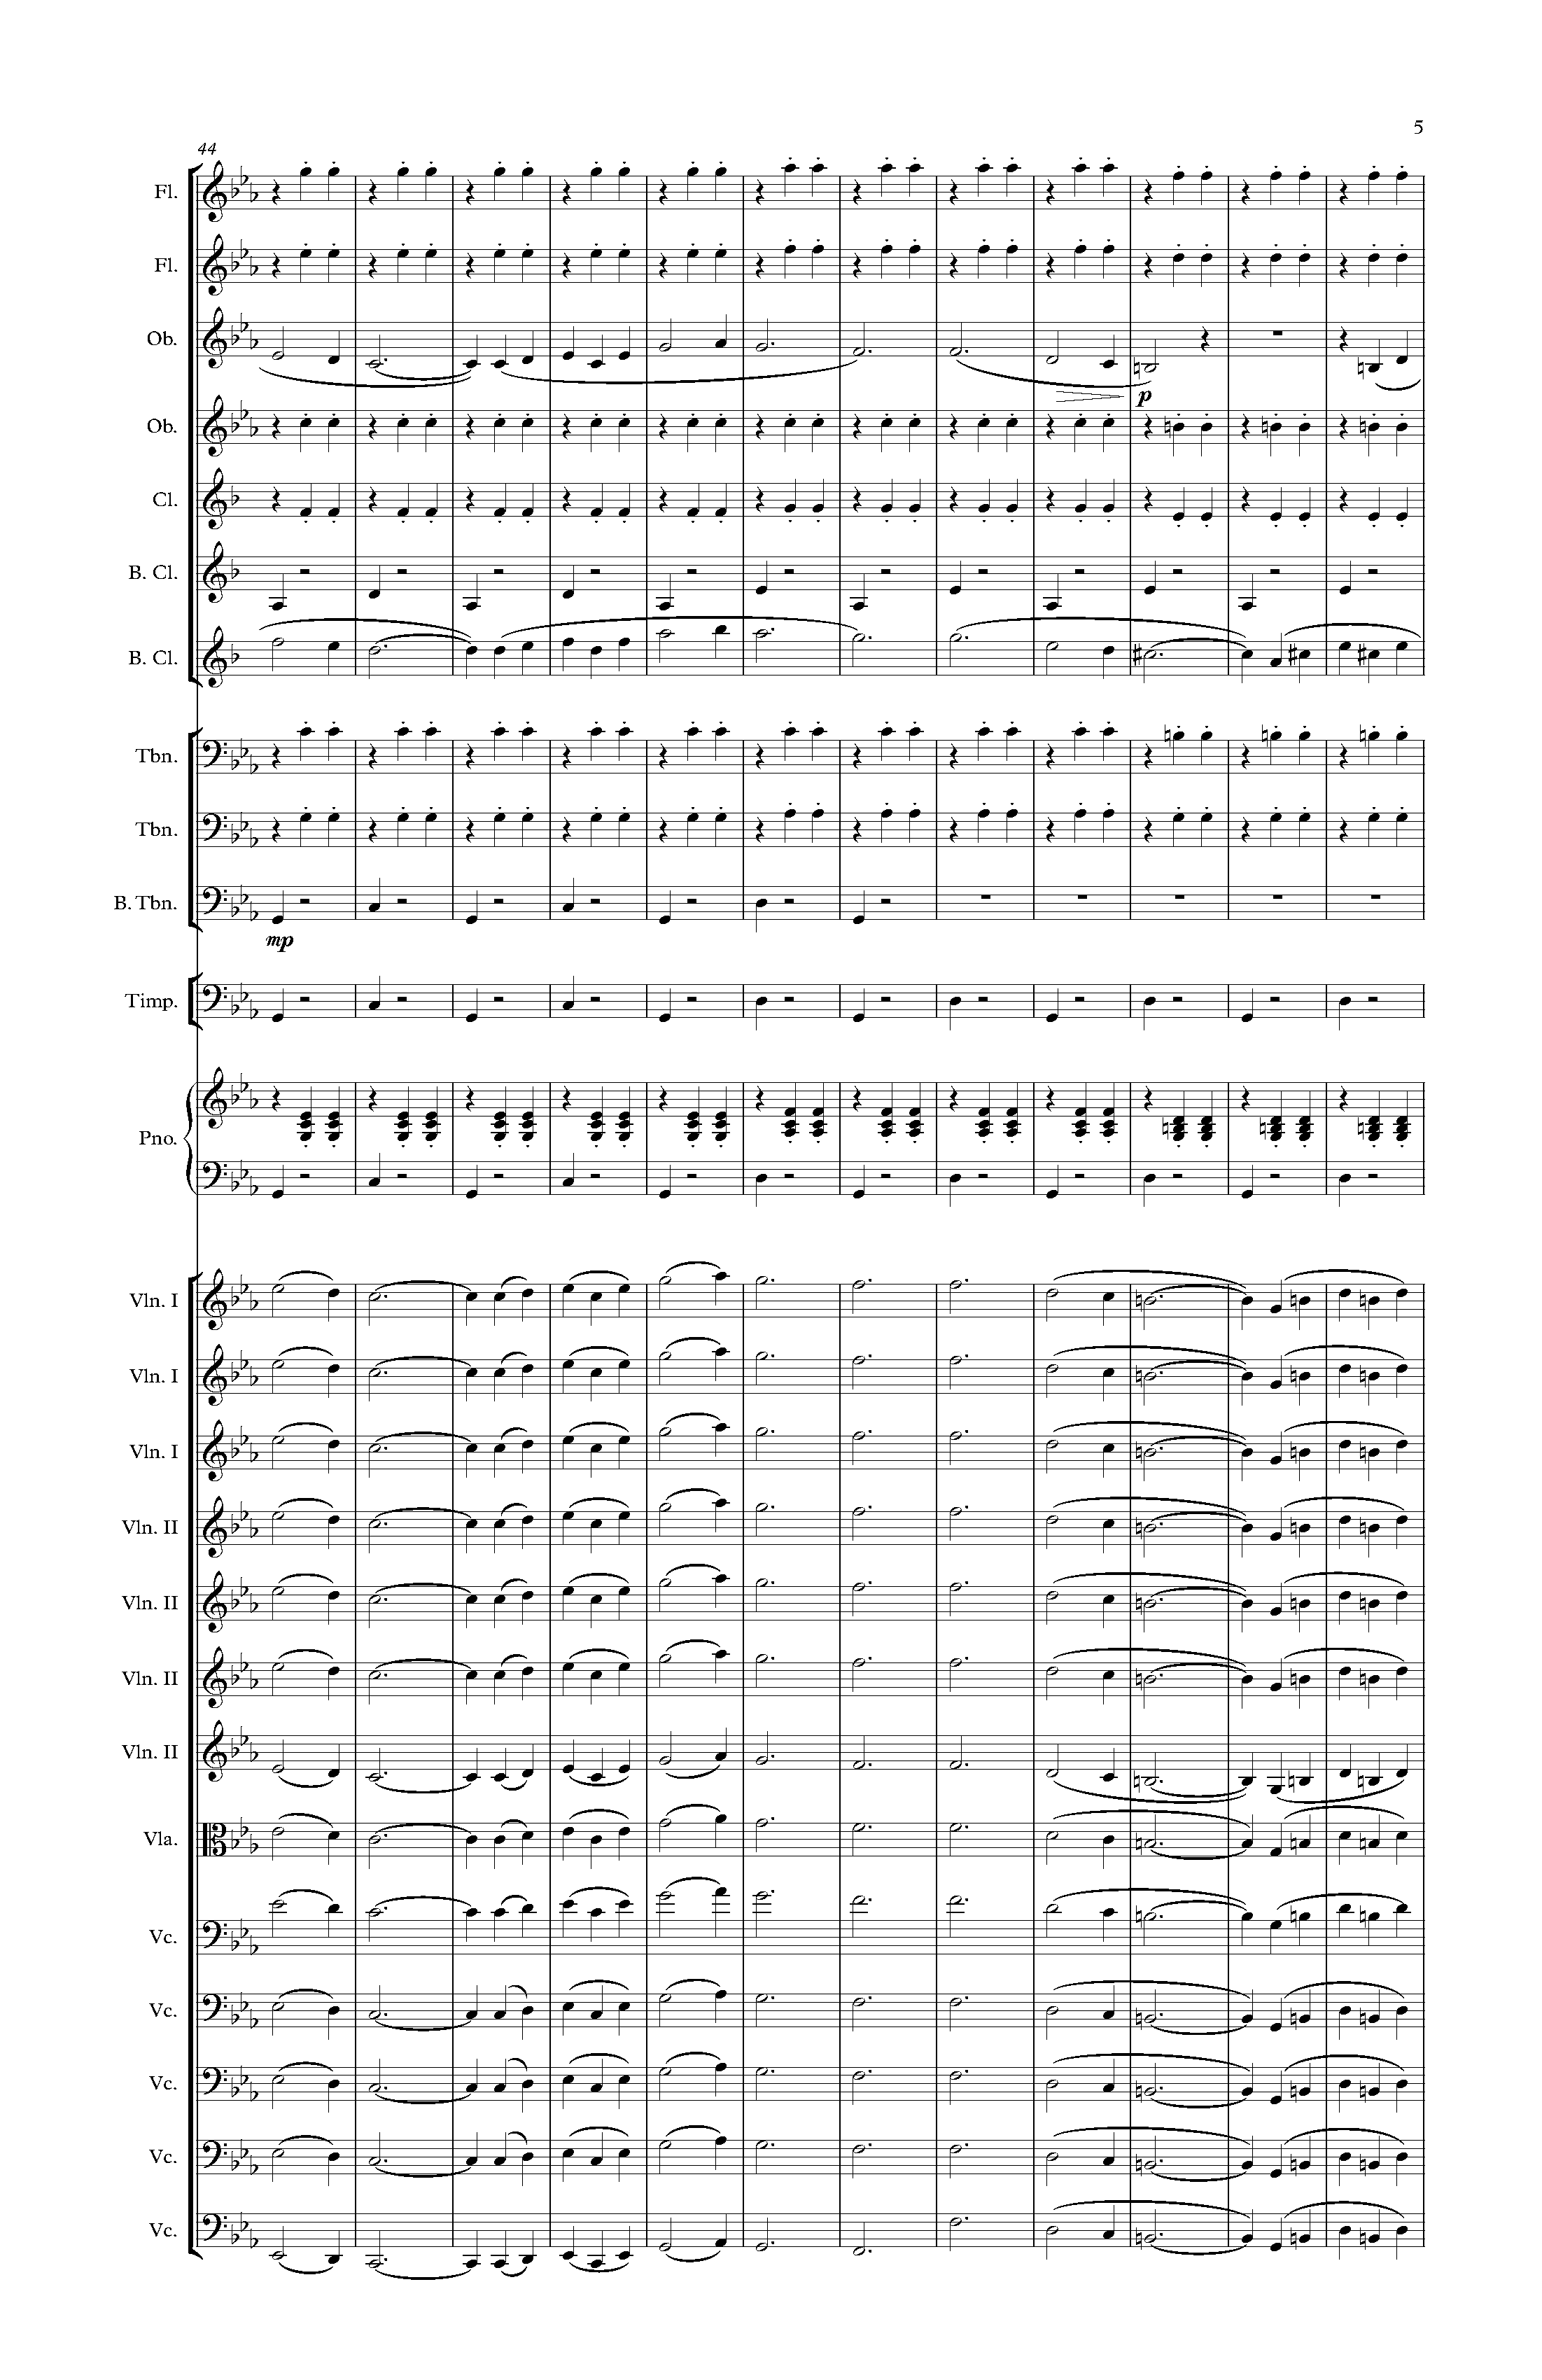 5
44
Fl.
Fl.
Ob.
p
Ob.
Cl.
B. Cl.
B. Cl.
Tbn.
Tbn.
B. Tbn.
mp
Timp.
Pno.
Vln. I
Vln. I
Vln. I
Vln. II
Vln. II
Vln. II
Vln. II
Vla.
Vc.
Vc.
Vc.
Vc.
Vc.